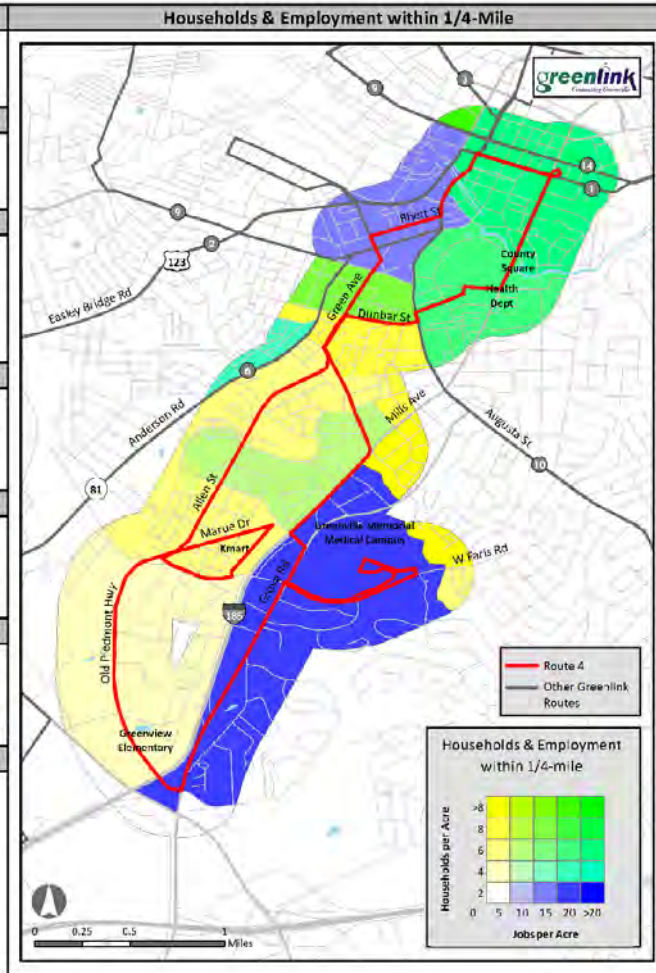 Households & Employment within 1/4-Mile
greenlink
Connecting Greenville
9
14
1
Rhett St
9
2
123
County
Square
Health
Dept
Easley Bridge Rd
Green Ave
Dunbar St
6
Anderson Rd
Mills Ave
Augusta St
10
81
Allen St
Marue Dr
Kmart
Greenville Memorial
Medical Campus
W Faris Rd
Grove Rd
185
Old Piedmont Hwy
Greenview
Elementary
Route 4
Other Greenlink
Routes
Households & Employment
within 1/4-mile
Households per Acre
>8
8
6
4
2
0 5 10 15 20 >20
Jobs per Acre
0 0.25 0.5 1
Miles